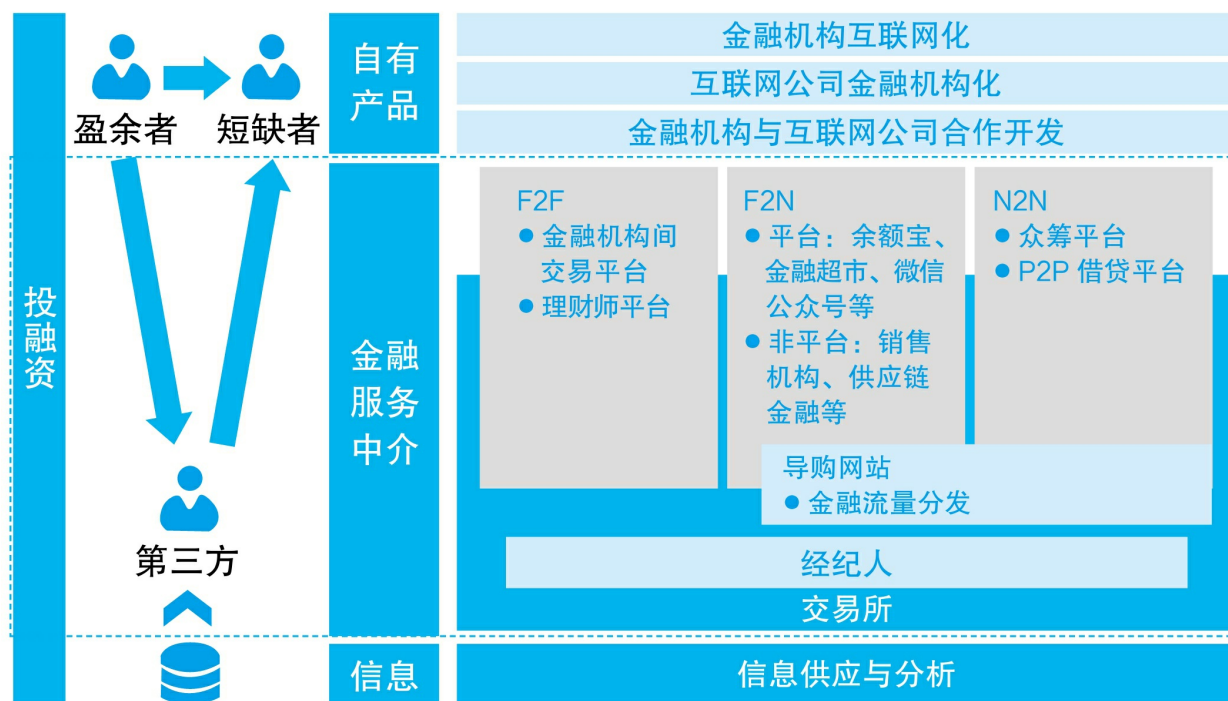 投融资
盈余者
短缺者
第三方
自有
产品
金融机构互联网化
互联网公司金融机构化
金融机构与互联网公司合作开发
金融
服务
中介
F2F
● 金融机构间
交易平台
● 理财师平台
F2N
● 平台：余额宝、
金融超市、微信
公众号等
● 非平台：销售
机构、供应链
金融等
N2N
● 众筹平台
● P2P 借贷平台
导购网站
● 金融流量分发
经纪人
交易所
信息
信息供应与分析